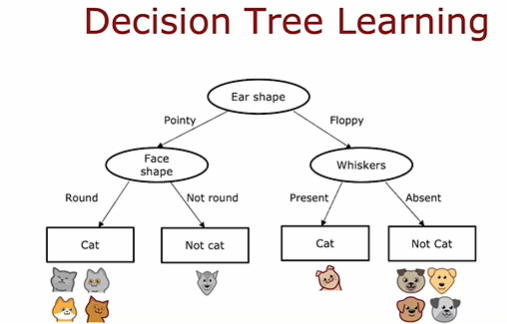 Decision Tree Learning
Ear shape
Pointy
Floppy
Face
shape
Whiskers
Round
Not round
Present
Absent
Cat
Not cat
Cat
Not Cat